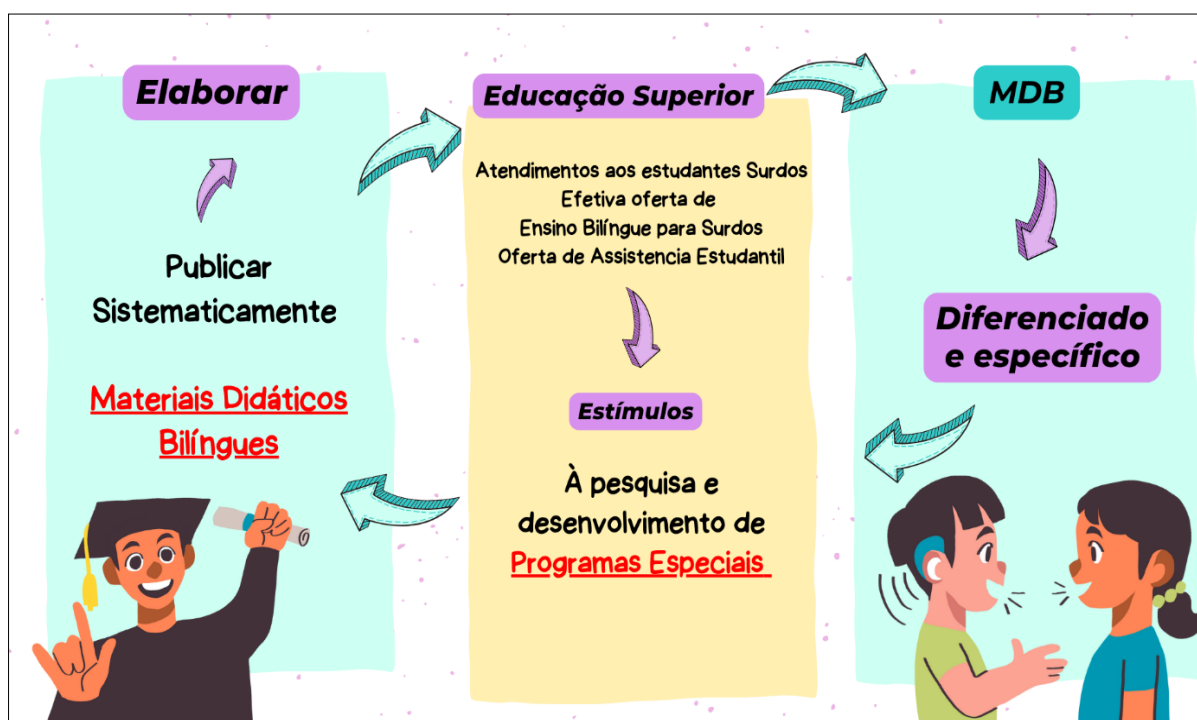 Elaborar
Publicar
Sistematicamente
Materiais Didáticos
Bilíngues
Educação Superior
Atendimentos aos estudantes Surdos
Efetiva oferta de
Ensino Bilíngue para Surdos
Oferta de Assistencia Estudantil
Estímulos
À pesquisa e
desenvolvimento de
Programas Especiais
MDB
Diferenciado
e específico